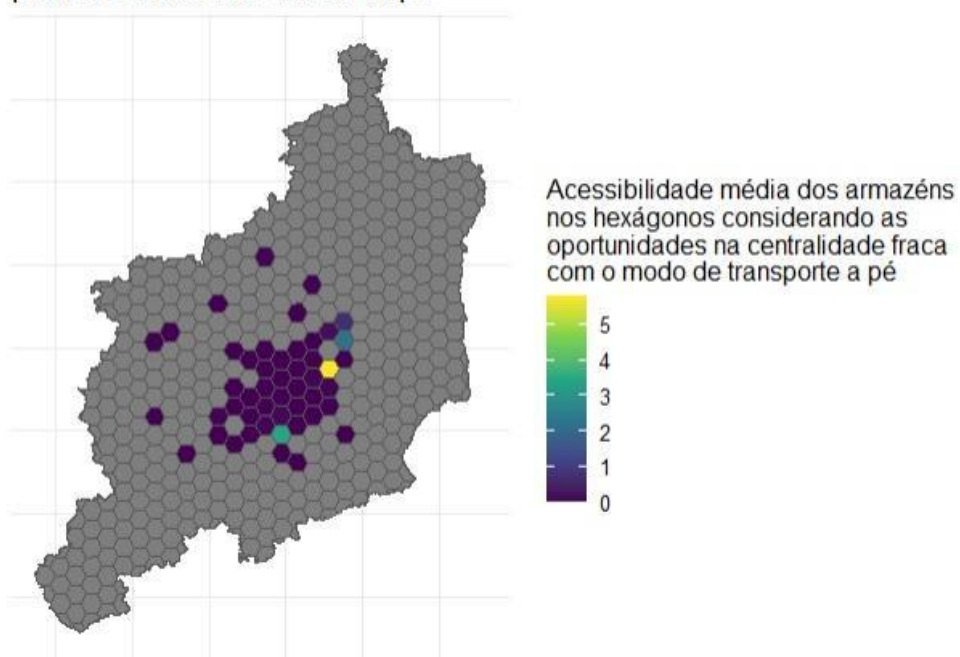 Acessibilidade média dos armazéns
nos hexágonos considerando as
oportunidades na centralidade fraca
com o modo de transporte a pé
5
4
3
2
1
0